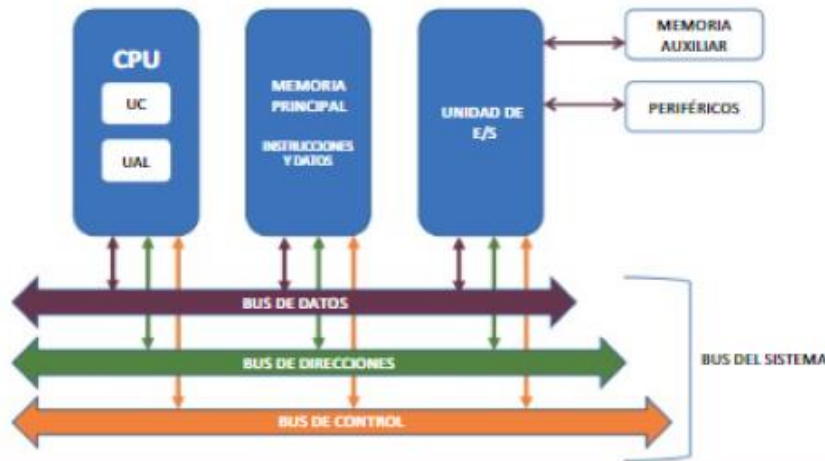 CPU
UC
UAL
MEMORIA
PRINCIPAL
INSTRUCCIONES
Y DATOS
UNIDAD DE
E/S
MEMORIA
AUXILIAR
PERIFÉRICOS
BUS DE DATOS
BUS DE DIRECCIONES
BUS DE CONTROL
BUS DEL SISTEMA